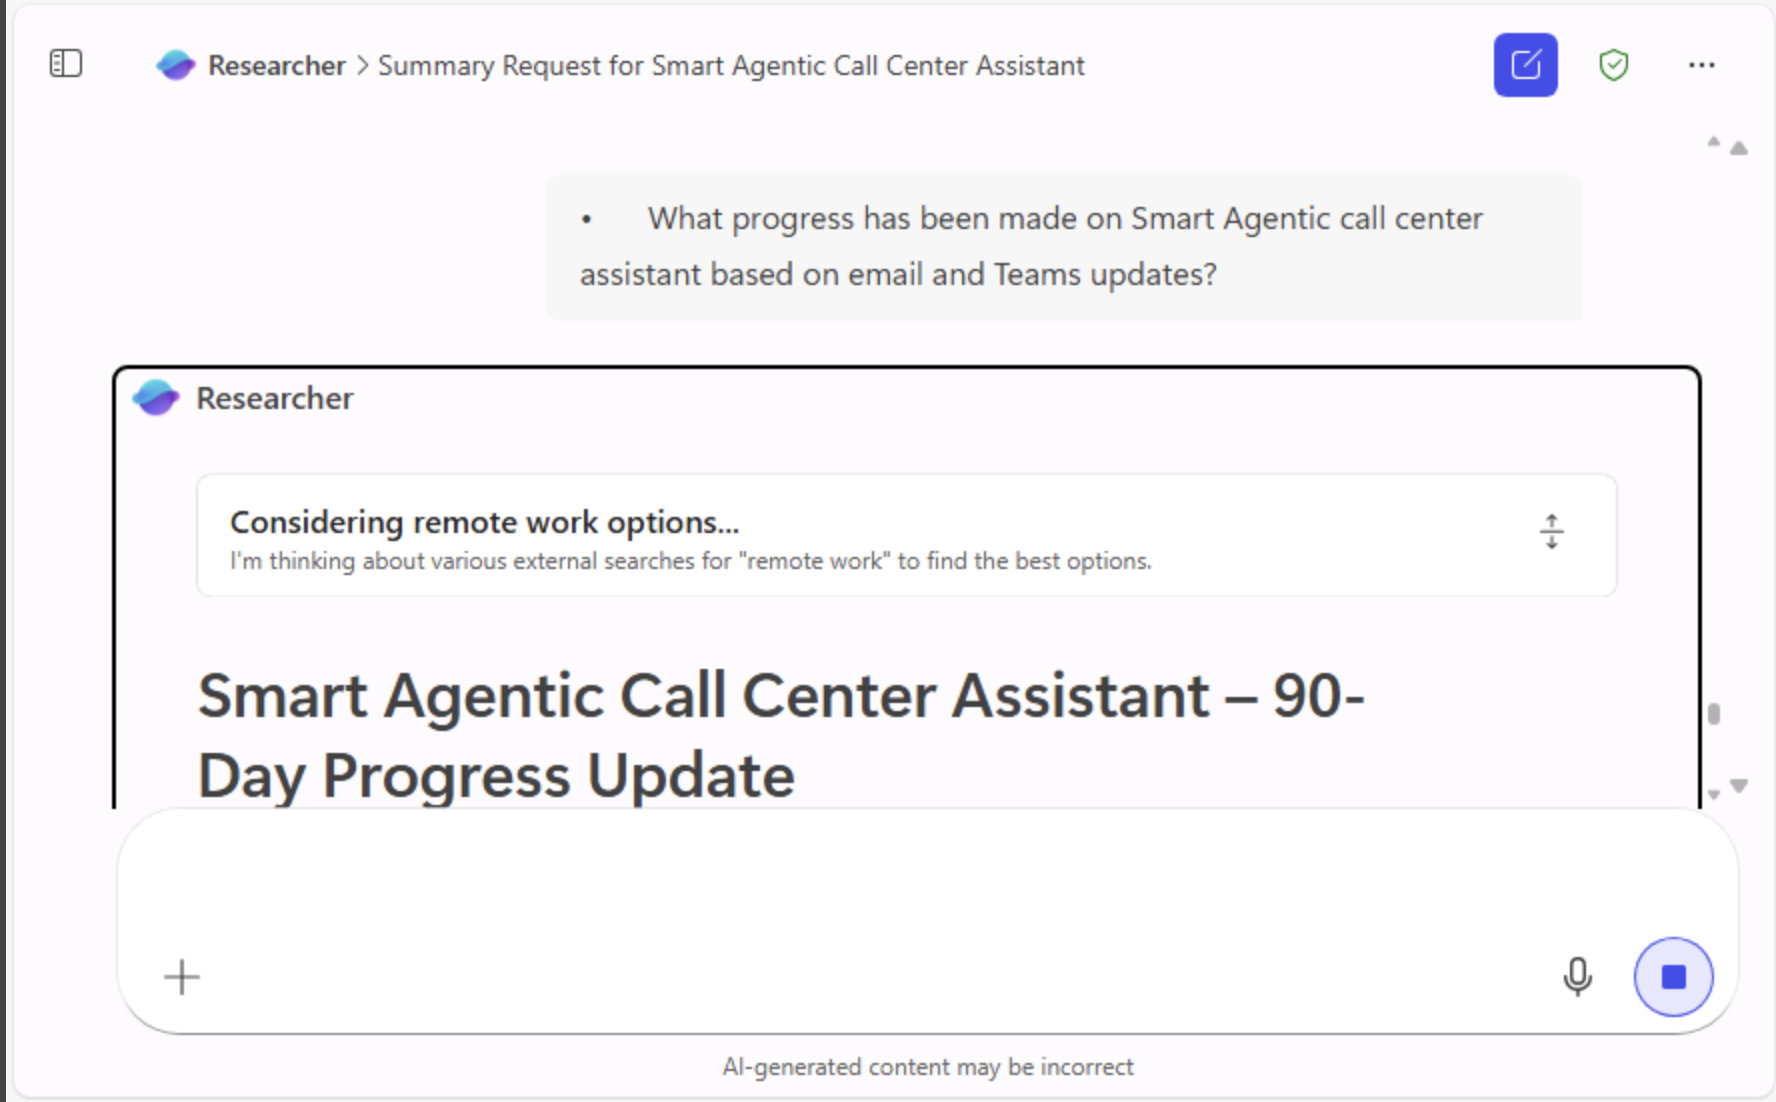 Researcher > Summary Request for Smart Agentic Call Center Assistant
• What progress has been made on Smart Agentic call center
assistant based on email and Teams updates?
Researcher
Considering remote work options...
I'm thinking about various external searches for "remote work" to find the best options.
Smart Agentic Call Center Assistant – 90-
Day Progress Update
AI-generated content may be incorrect